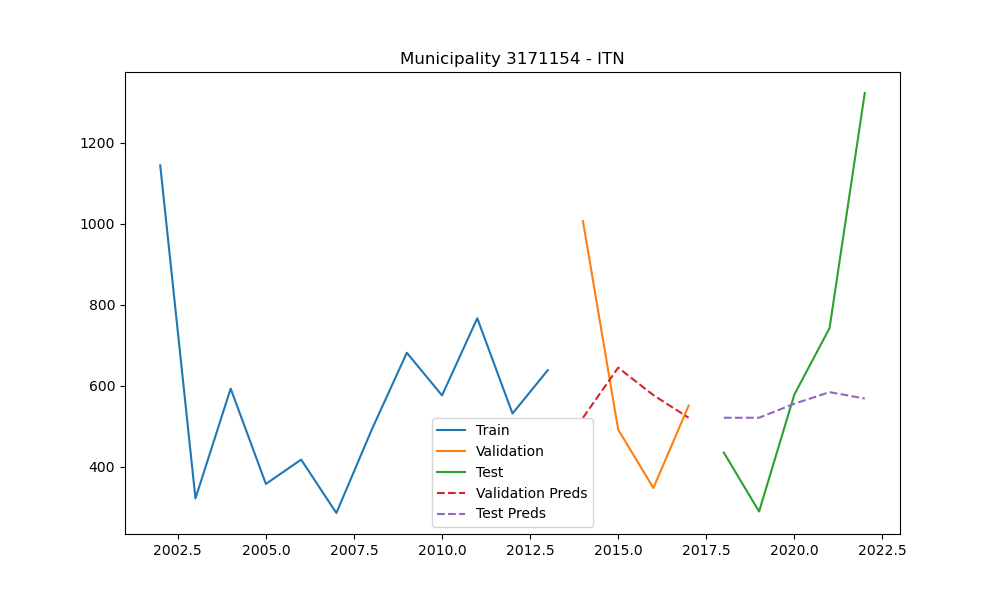 Municipality 3171154 - ITN
1200
1000
800
600
400
Train
Validation
Test
Validation Preds
Test Preds
2002.5 2005.0 2007.5 2010.0 2012.5 2015.0 2017.5 2020.0 2022.5